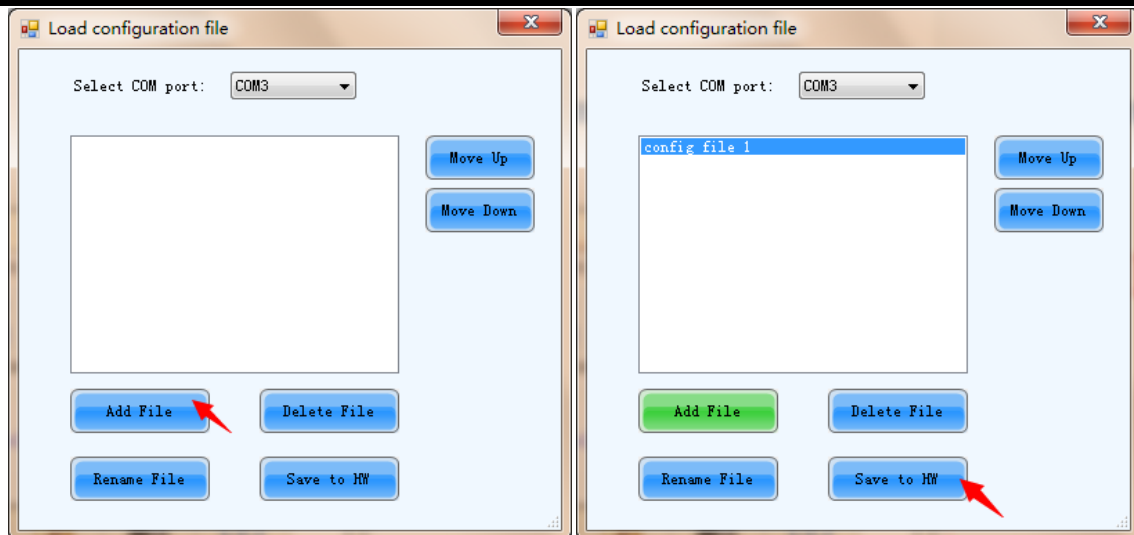 Load configuration file
Select COM port: COM3
Move Up
Move Down
Add File
Delete File
Rename File
Save to HW
Load configuration file
Select COM port: COM3
config file 1
Move Up
Move Down
Add File
Delete File
Rename File
Save to HW